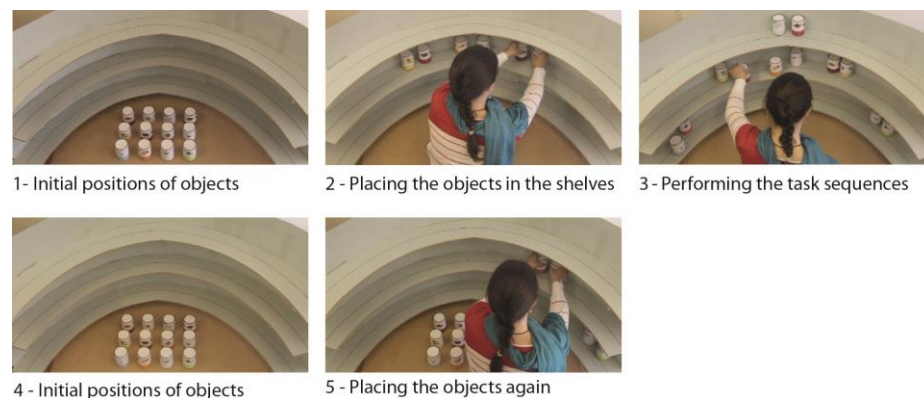 1- Initial positions of objects
2 - Placing the objects in the shelves
3 - Performing the task sequences
4 - Initial positions of objects
5 - Placing the objects again